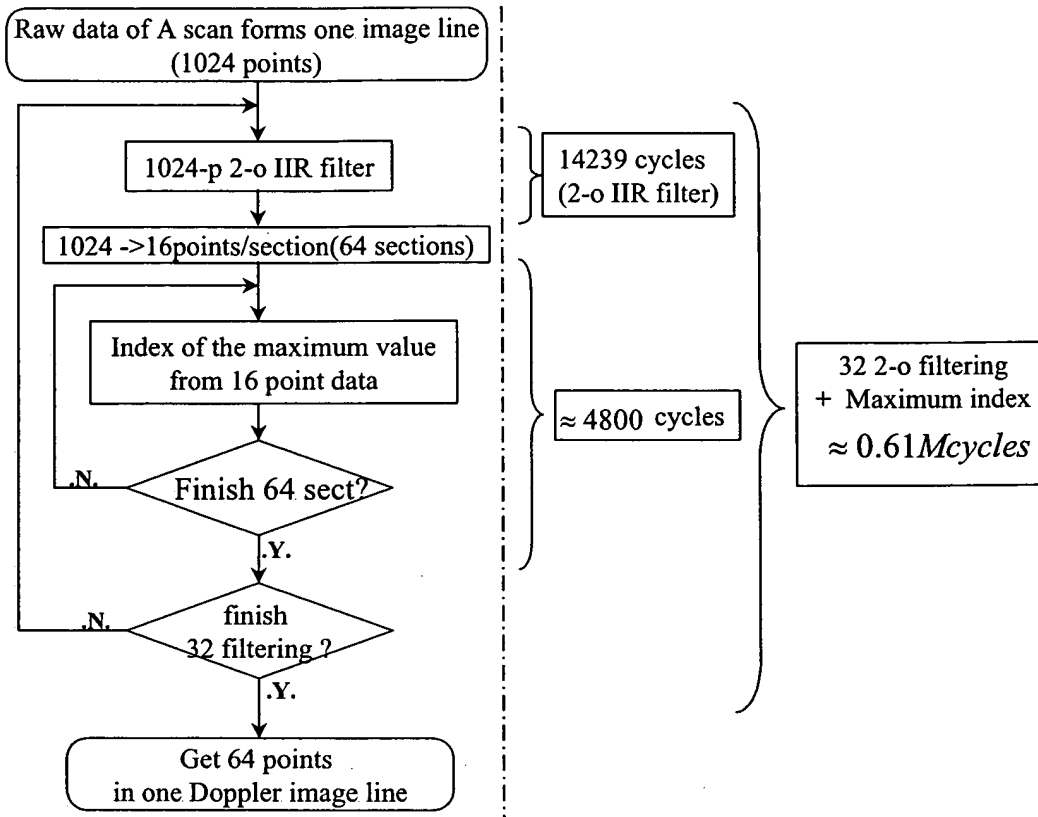 Raw data of A scan forms one image line
(1024 points)
1024-p 2-o IIR filter
1024 ->16points/section(64 sections)
Index of the maximum value
from 16 point data
.N.
Finish 64 sect?
.Y.
.N.
finish
32 filtering ?
.Y.
Get 64 points
in one Doppler image line
14239 cycles
(2-o IIR filter)
≈ 4800 cycles
32 2-o filtering
+ Maximum index
≈ 0.61Mcycles